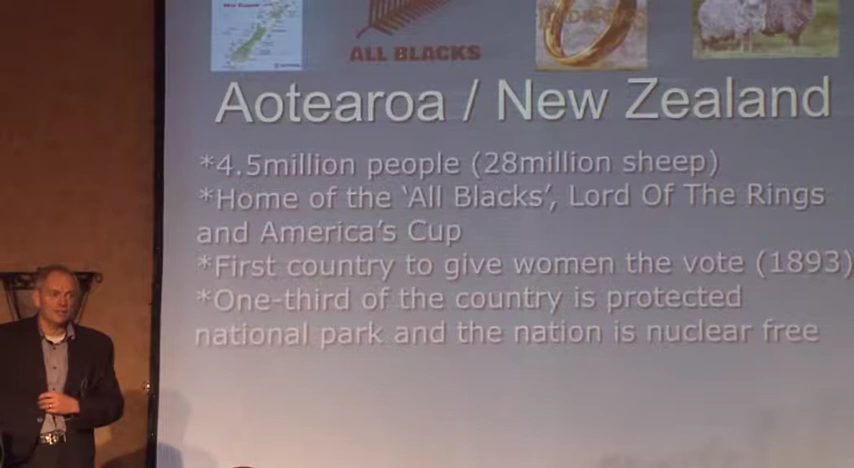 New Zealand
ALL BLACKS
Aotearoa / New Zealand
*4.5million people (28million sheep)
*Home of the ‘All Blacks’, Lord Of The Rings
and America’s Cup
*First country to give women the vote (1893)
*One-third of the country is protected
national park and the nation is nuclear free